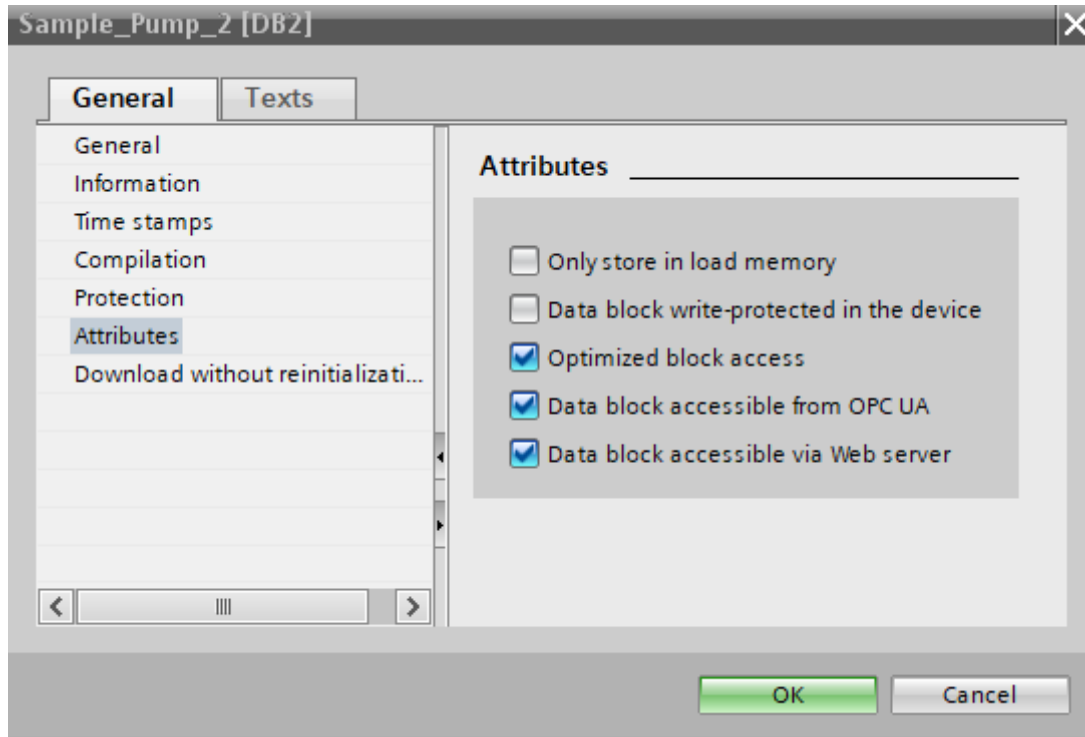 Sample_Pump_2 [DB2]
General
Texts
General
Information
Time stamps
Compilation
Protection
Attributes
Download without reinitializati...
Attributes
Only store in load memory
Data block write-protected in the device
Optimized block access
Data block accessible from OPC UA
Data block accessible via Web server
OK
Cancel